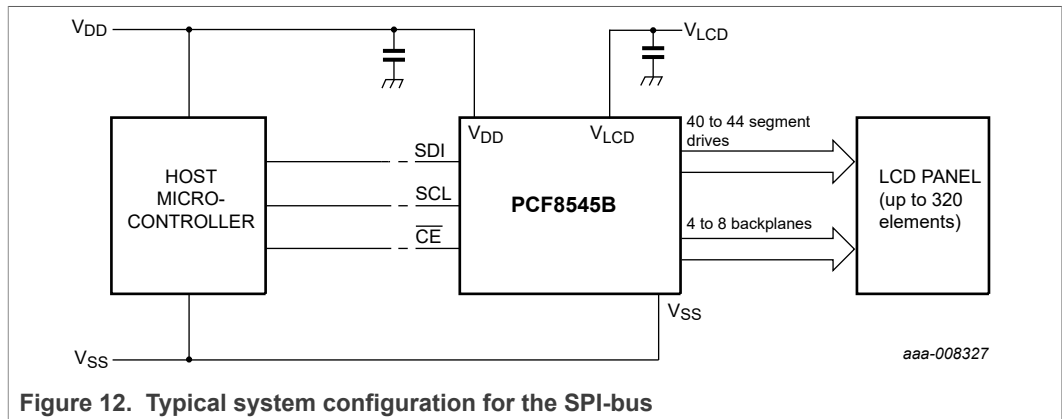 VDD
VLCD
HOST
MICRO-
CONTROLLER
SDI
SCL
CE
VDD
VLCD
PCF8545B
VSS
40 to 44 segment
drives
4 to 8 backplanes
LCD PANEL
(up to 320
elements)
VSS
aaa-008327
Figure 12. Typical system configuration for the SPI-bus